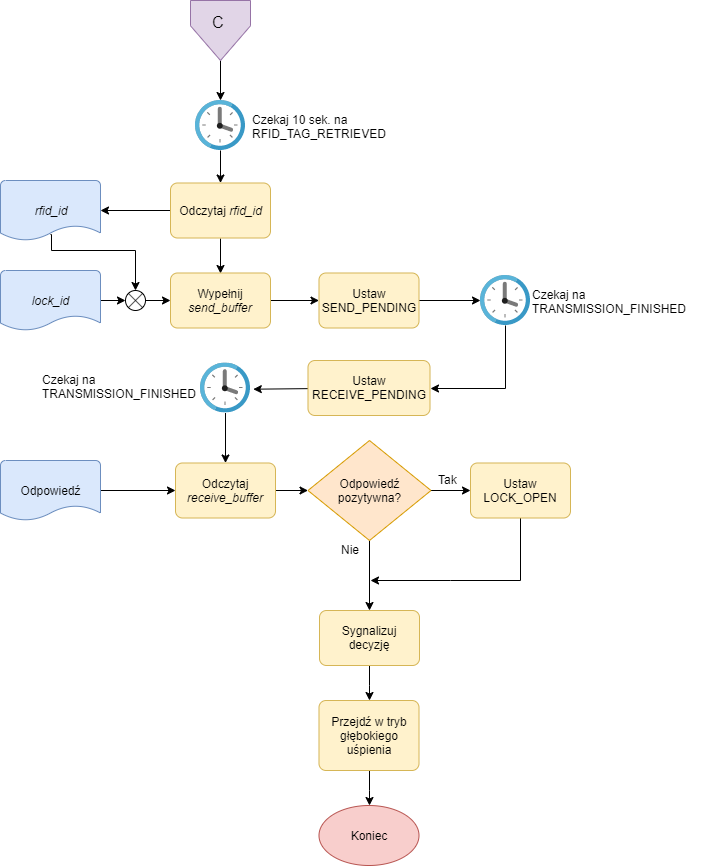 C
Czekaj 10 sek. na
RFID_TAG_RETRIEVED
rfid_id
Odczytaj rfid_id
lock_id
Wypełnij
send_buffer
Ustaw
SEND_PENDING
Czekaj na
TRANSMISSION_FINISHED
Czekaj na
TRANSMISSION_FINISHED
Ustaw
RECEIVE_PENDING
Odpowiedź
Odczytaj
receive_buffer
Odpowiedź
pozytywna?
Tak
Ustaw
LOCK_OPEN
Nie
Sygnalizuj
decyzję
Przejdź w tryb
głębokiego
uśpienia
Koniec